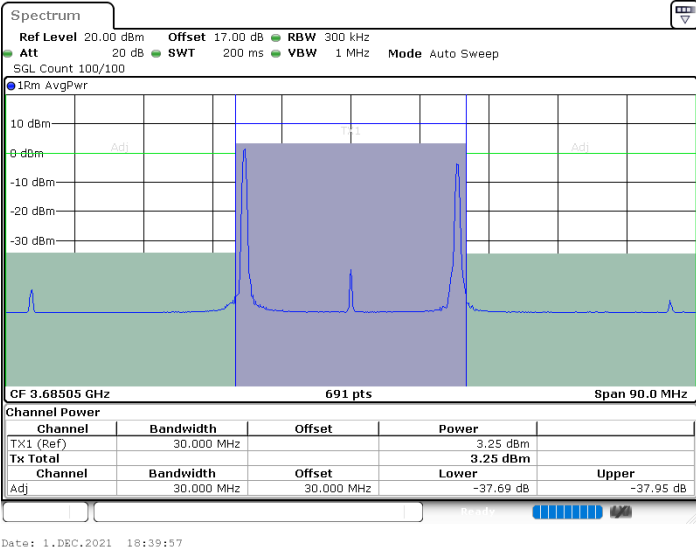 Spectrum
Ref Level 20.00 dBm Offset 17.00 dB RBW 300 kHz
Att 20 dB SWT 200 ms VBW 1 MHz Mode Auto Sweep
SGL Count 100/100
1Rm AvgPwr
10 dBm
TX1
Adj Adj
0 dBm
-10 dBm
-20 dBm
-30 dBm
CF 3.68505 GHz 691 pts Span 90.0 MHz
Channel Power
Channel Bandwidth Offset Power
TX1 (Ref) 30.000 MHz 3.25 dBm
Tx Total 3.25 dBm
Channel Bandwidth Offset Lower Upper
Adj 30.000 MHz 30.000 MHz -37.69 dB -37.95 dB
Ready
Date: 1.DEC.2021 18:39:57